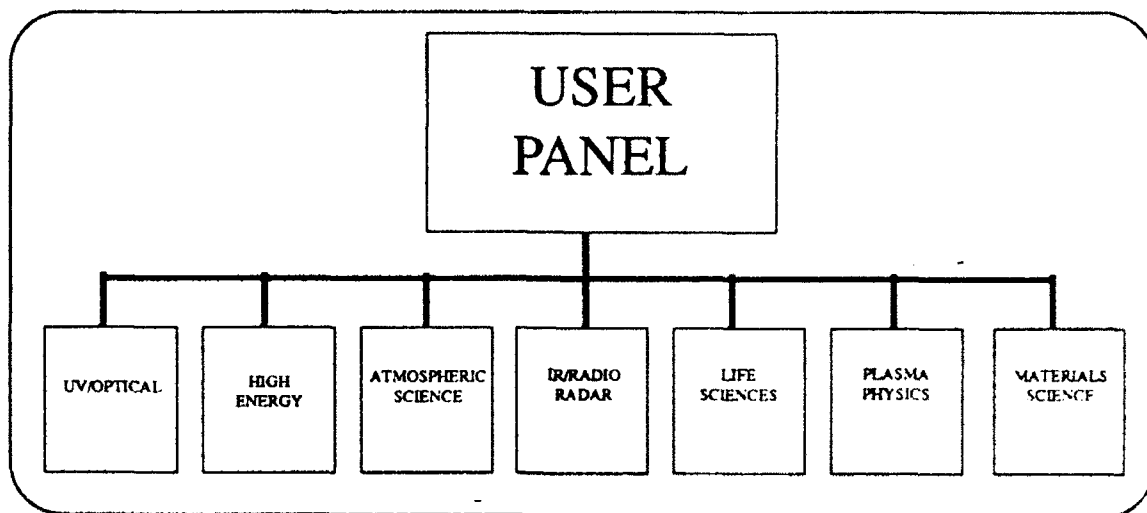 USER
PANEL
UV/OPTICAL
HIGH
ENERGY
ATMOSPHERIC
SCIENCE
IR/RADIO
RADAR
LIFE
SCIENCES
PLASMA
PHYSICS
MATERIALS
SCIENCE